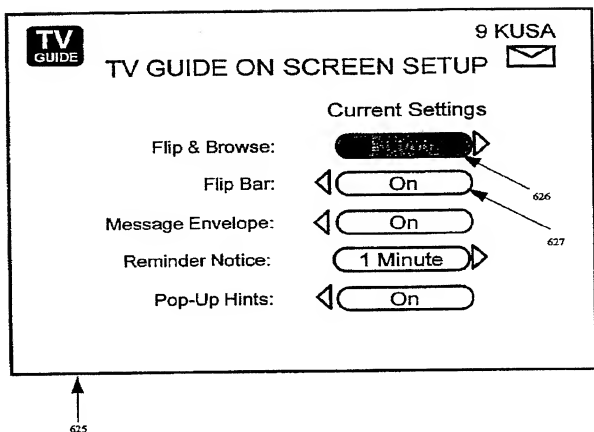 TV
GUIDE
9 KUSA
TV GUIDE ON SCREEN SETUP
Current Settings
Flip & Browse:
626
Flip Bar: On
627
Message Envelope: On
Reminder Notice: 1 Minute
Pop-Up Hints: On
625